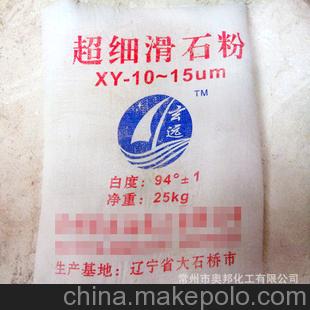 超细滑石粉
XY-10~15um
TM
玄远
白度：94°±1
净重：25kg
生产基地：辽宁省大石桥市
常州市奥邦化工有限公司
china.makepolo.com